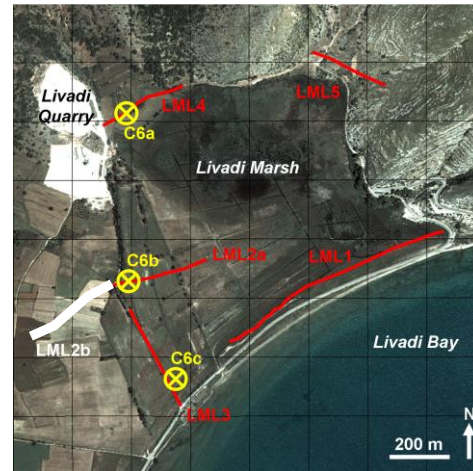 Livadi
Quarry
LML4
C6a
LML5
Livadi Marsh
C6b
LML2a
LML1
LML2b
Livadi Bay
C6c
LML3
N
200 m